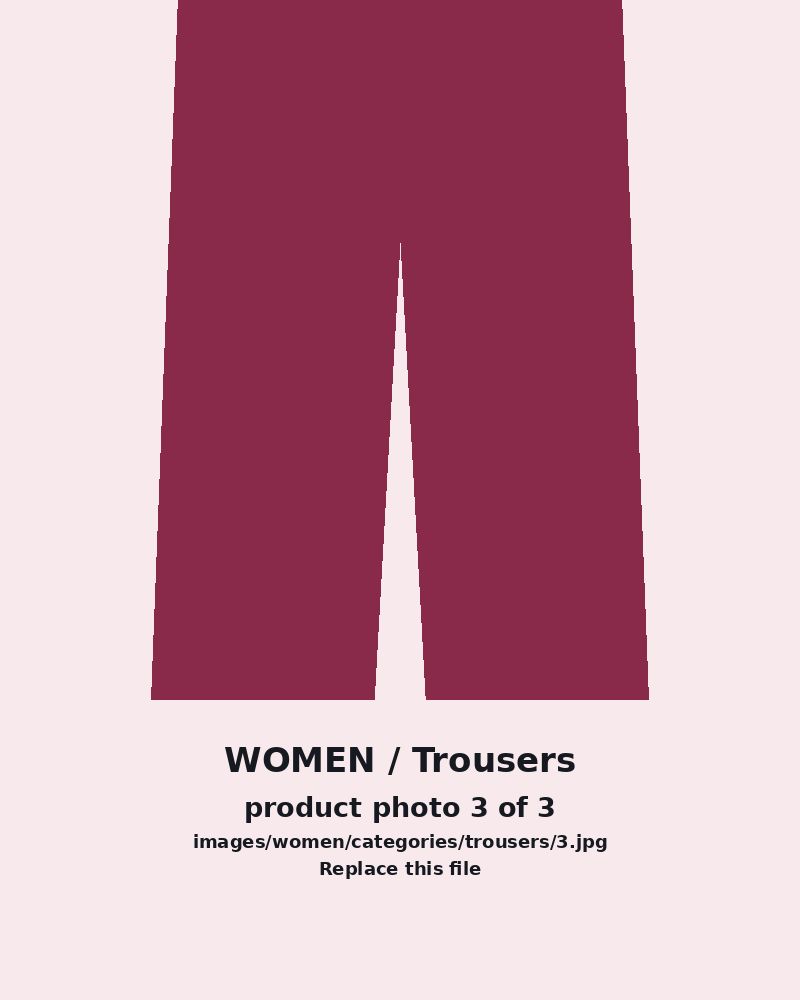 WOMEN / Trousers
product photo 3 of 3
images/women/categories/trousers/3.jpg
Replace this file